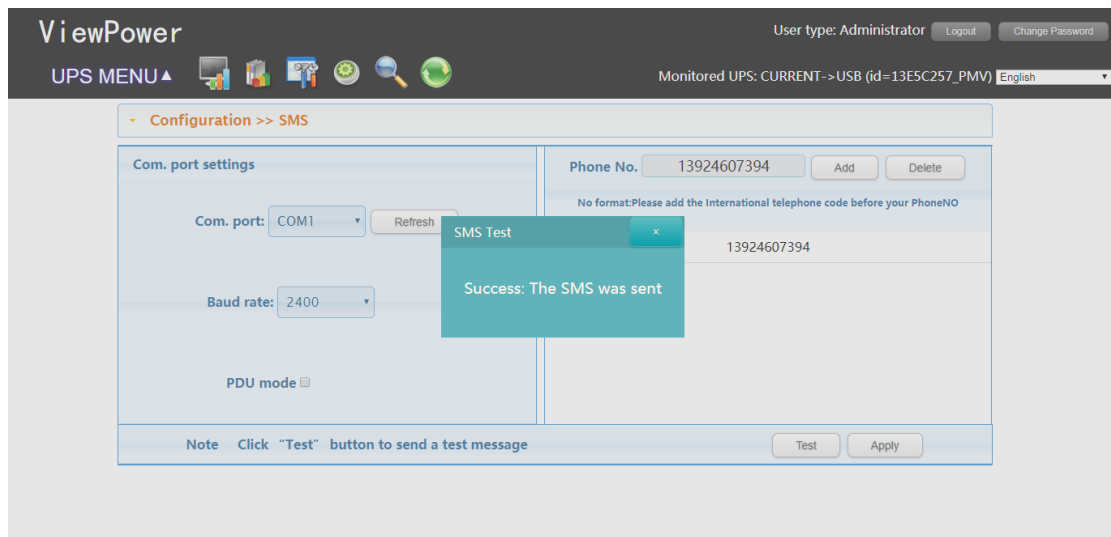 ViewPower
User type: Administrator Logout Change Password
UPS MENU▲
Monitored UPS: CURRENT->USB (id=13E5C257_PMV) English
Configuration >> SMS
Com. port settings
Phone No. 13924607394 Add Delete
No format:Please add the International telephone code before your PhoneNO
Com. port: COM1 Refresh
SMS Test x
13924607394
Success: The SMS was sent
Baud rate: 2400
PDU mode
Note Click “Test” button to send a test message
Test Apply